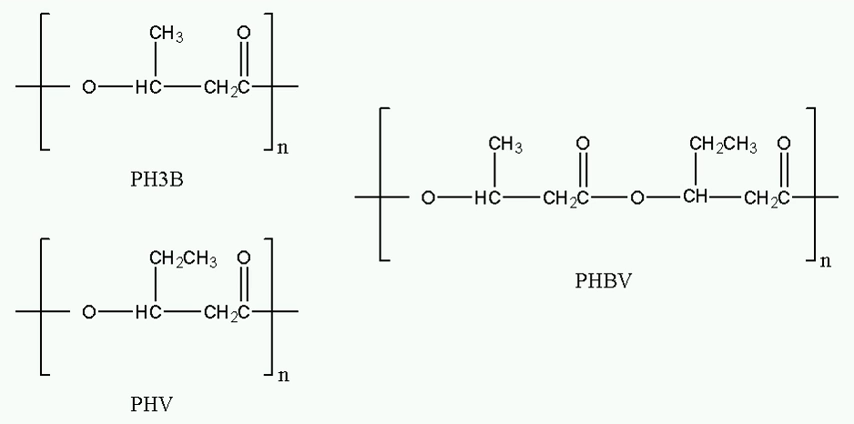 CH3 O
O HC CH2C
n
PH3B
CH3 O CH2CH3 O
O HC CH2C O CH CH2C
n
PHBV
CH2CH3 O
O HC CH2C
n
PHV